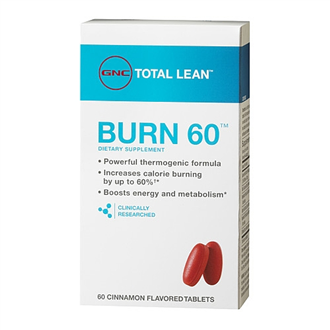 GNC TOTAL LEAN™
BURN 60™
DIETARY SUPPLEMENT
• Powerful thermogenic formula
• Increases calorie burning
by up to 60%†*
• Boosts energy and metabolism*
CLINICALLY
RESEARCHED
60 CINNAMON FLAVORED TABLETS